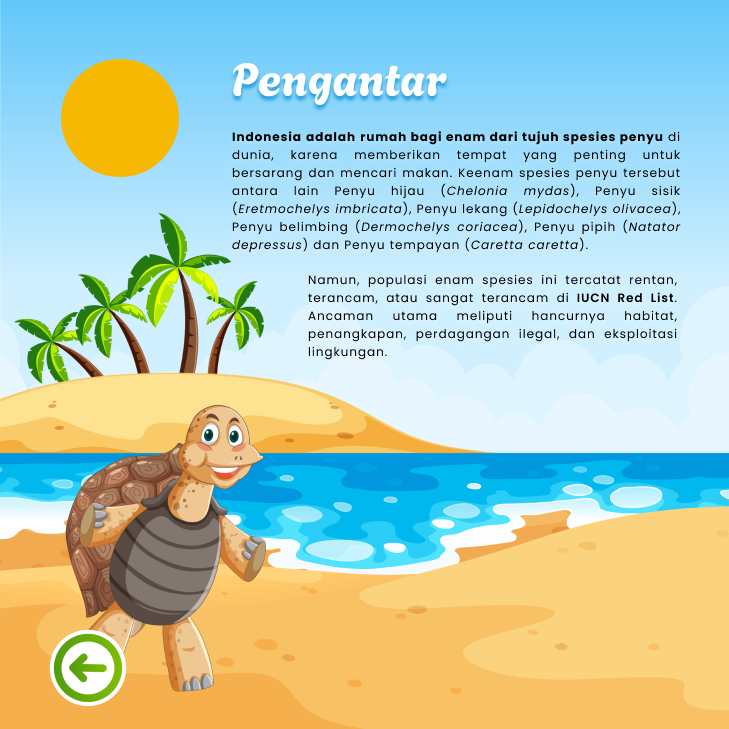 Pengantar
Indonesia adalah rumah bagi enam dari tujuh spesies penyu di
dunia, karena memberikan tempat yang penting untuk
bersarang dan mencari makan. Keenam spesies penyu tersebut
antara lain Penyu hijau (Chelonia mydas), Penyu sisik
(Eretmochelys imbricata), Penyu lekang (Lepidochelys olivacea),
Penyu belimbing (Dermochelys coriacea), Penyu pipih (Natator
depressus) dan Penyu tempayan (Caretta caretta).
Namun, populasi enam spesies ini tercatat rentan,
terancam, atau sangat terancam di IUCN Red List.
Ancaman utama meliputi hancurnya habitat,
penangkapan, perdagangan ilegal, dan eksploitasi
lingkungan.